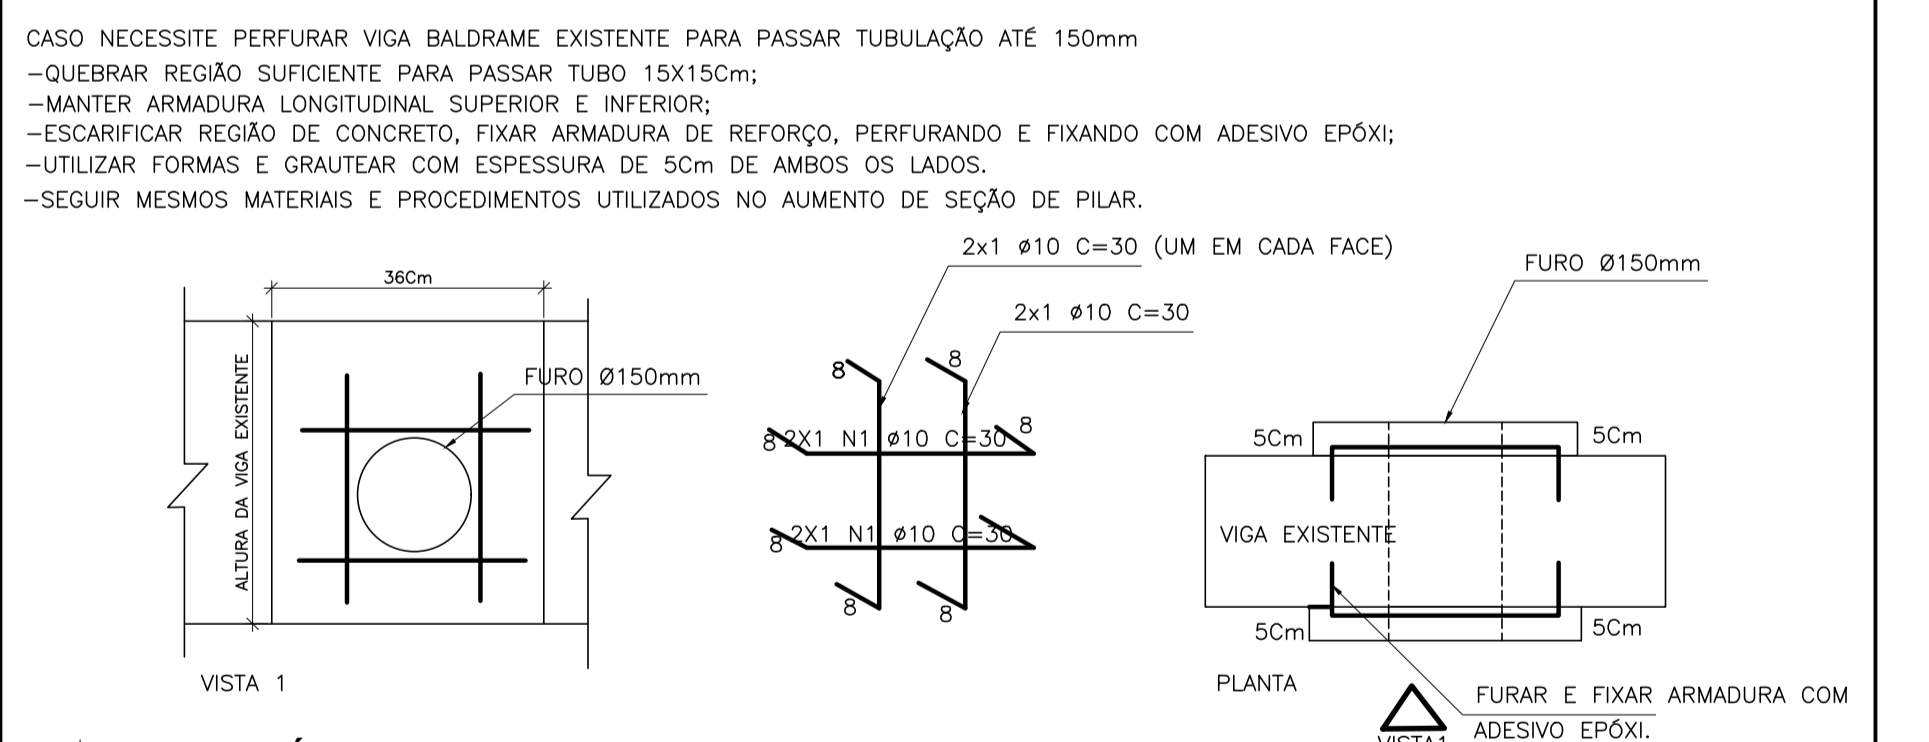 CASO NECESSITE PERFURAR VIGA BALDRAME EXISTENTE PARA PASSAR TUBULAÇÃO ATÉ 150mm
-QUEBRAR REGIÃO SUFICIENTE PARA PASSAR TUBO 15X15Cm;
-MANTER ARMADURA LONGITUDINAL SUPERIOR E INFERIOR;
-ESCARIFICAR REGIÃO DE CONCRETO, FIXAR ARMADURA DE REFORÇO, PERFURANDO E FIXANDO COM ADESIVO EPÓXI;
-UTILIZAR FORMAS E GRAUTEAR COM ESPESSURA DE 5Cm DE AMBOS OS LADOS.
-SEGUIR MESMOS MATERIAIS E PROCEDIMENTOS UTILIZADOS NO AUMENTO DE SEÇÃO DE PILAR.
36Cm
ALTURA DA VIGA EXISTENTE
FURO Ø150mm
VISTA 1
2x1 ø10 C=30 (UM EM CADA FACE)
2x1 ø10 C=30
8
8
8
8 2X1 N1 ø10 C=30
8 2X1 N1 ø10 C=30
8
8
FURO Ø150mm
5Cm
5Cm
VIGA EXISTENTE
5Cm
5Cm
PLANTA
FURAR E FIXAR ARMADURA COM
ADESIVO EPÓXI.
VISTA1